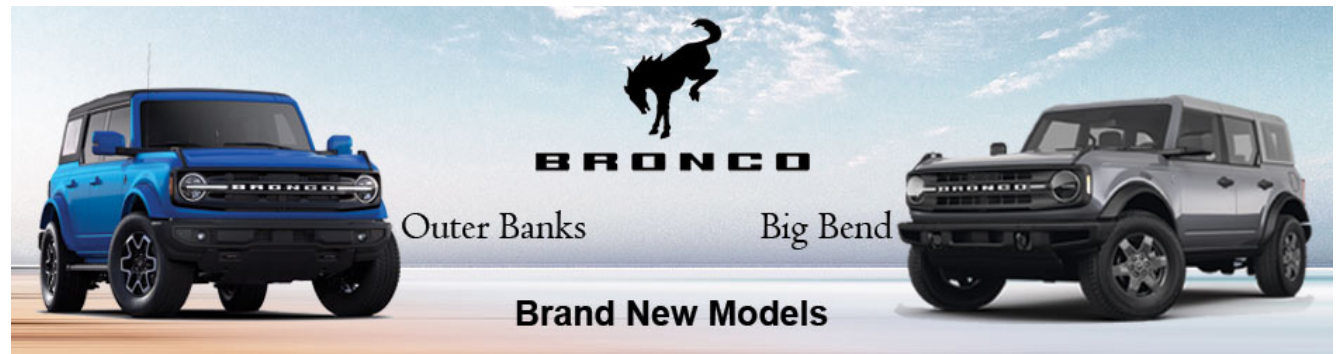 BRONCO
BRONCO
BRONCO
Outer Banks
Big Bend
Brand New Models